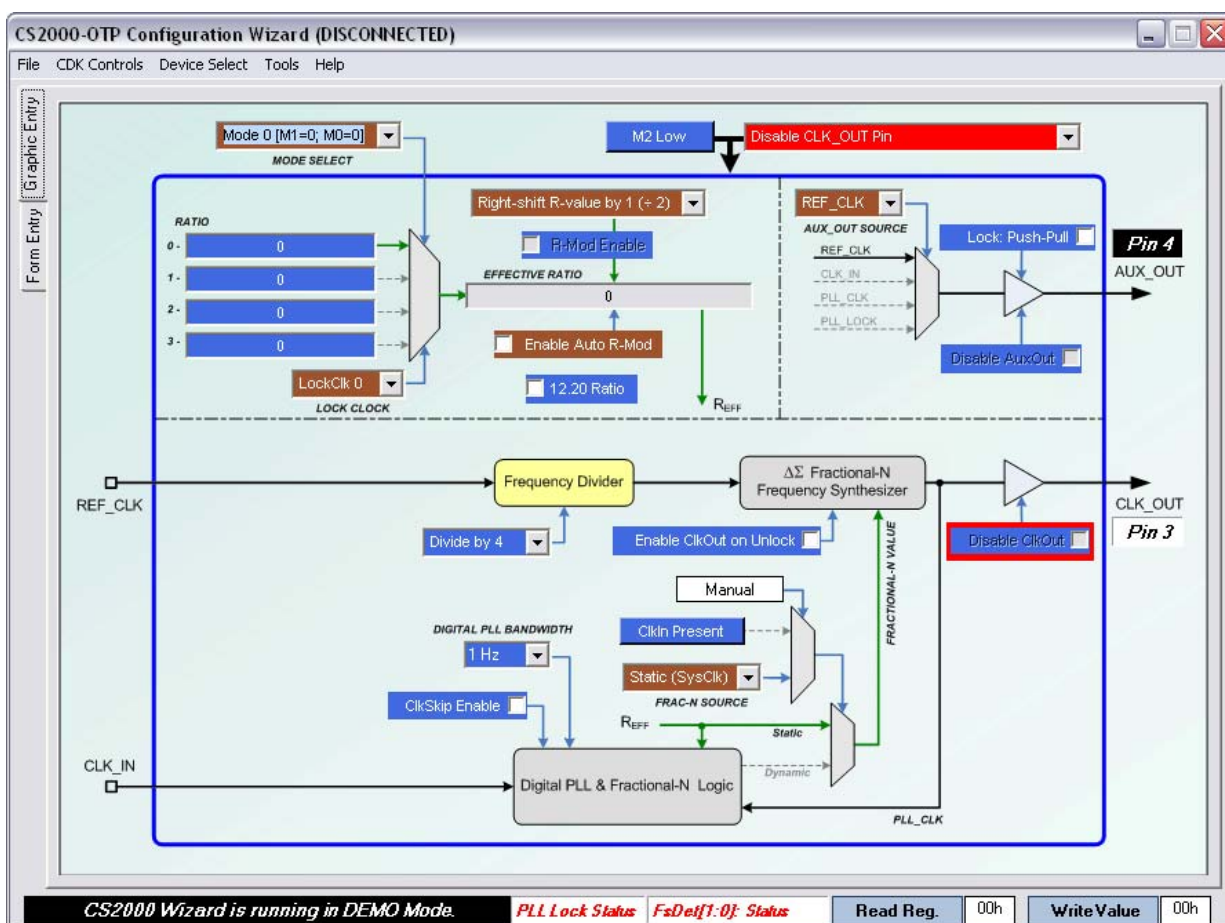 CS2000-OTP Configuration Wizard (DISCONNECTED)
File CDK Controls Device Select Tools Help
Graphic Entry
Form Entry
Mode 0 [M1=0; M0=0]
MODE SELECT
M2 Low
Disable CLK_OUT Pin
RATIO
0 - 0
1 - 0
2 - 0
3 - 0
LockClk 0
LOCK CLOCK
Right-shift R-value by 1 (÷ 2)
R-Mod Enable
EFFECTIVE RATIO
0
Enable Auto R-Mod
12.20 Ratio
REFF
REF_CLK
AUX_OUT SOURCE
REF_CLK
CLK_IN
PLL_CLK
PLL_LOCK
Lock: Push-Pull
Disable AuxOut
Pin 4
AUX_OUT
REF_CLK
Frequency Divider
Divide by 4
ΔΣ Fractional-N
Frequency Synthesizer
Enable ClkOut on Unlock
CLK_OUT
Pin 3
Disable ClkOut
FRACTIONAL-N VALUE
Manual
ClkIn Present
Static (SysClk)
FRAC-N SOURCE
DIGITAL PLL BANDWIDTH
1 Hz
ClkSkip Enable
REFF
Static
Dynamic
CLK_IN
Digital PLL & Fractional-N Logic
PLL_CLK
CS2000 Wizard is running in DEMO Mode. PLL Lock Status FsDet[1:0]: Status Read Reg. 00h Write Value 00h